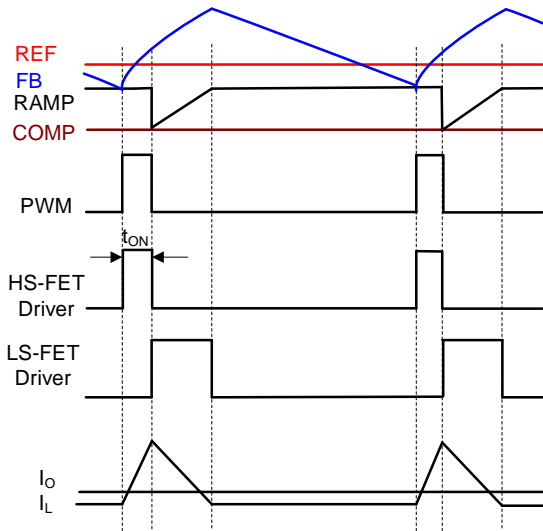 REF
FB
RAMP
COMP
PWM
tON
HS-FET
Driver
LS-FET
Driver
IO
IL